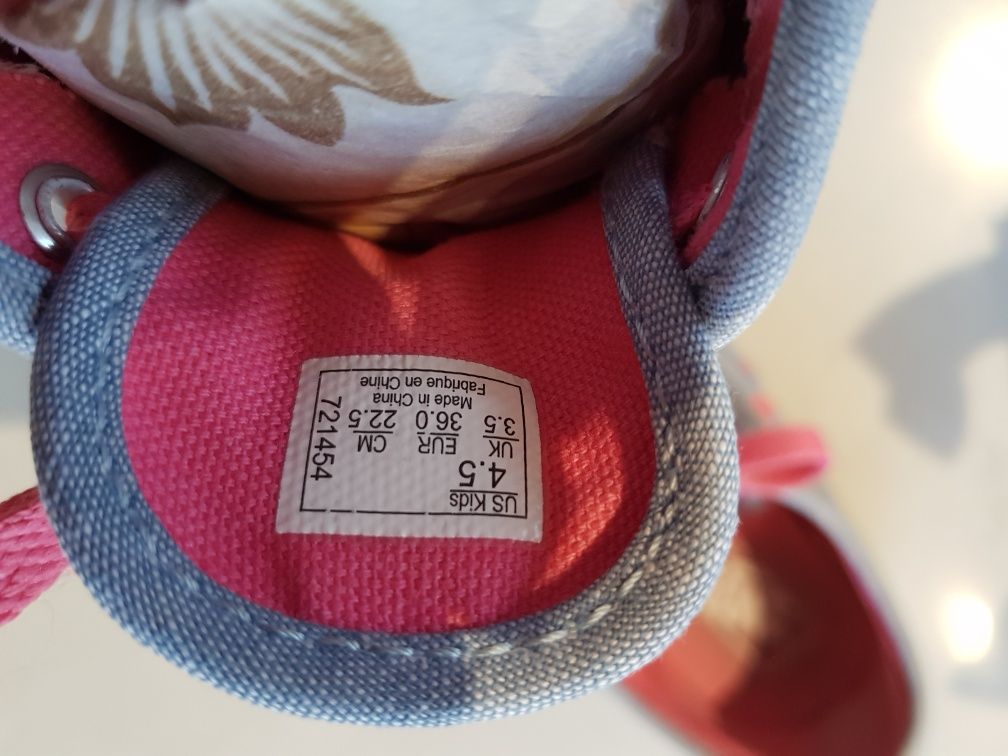 US Kids
4.5
UK EUR CM
3.5 36.0 22.5
Made in China
Fabrique en Chine
721454